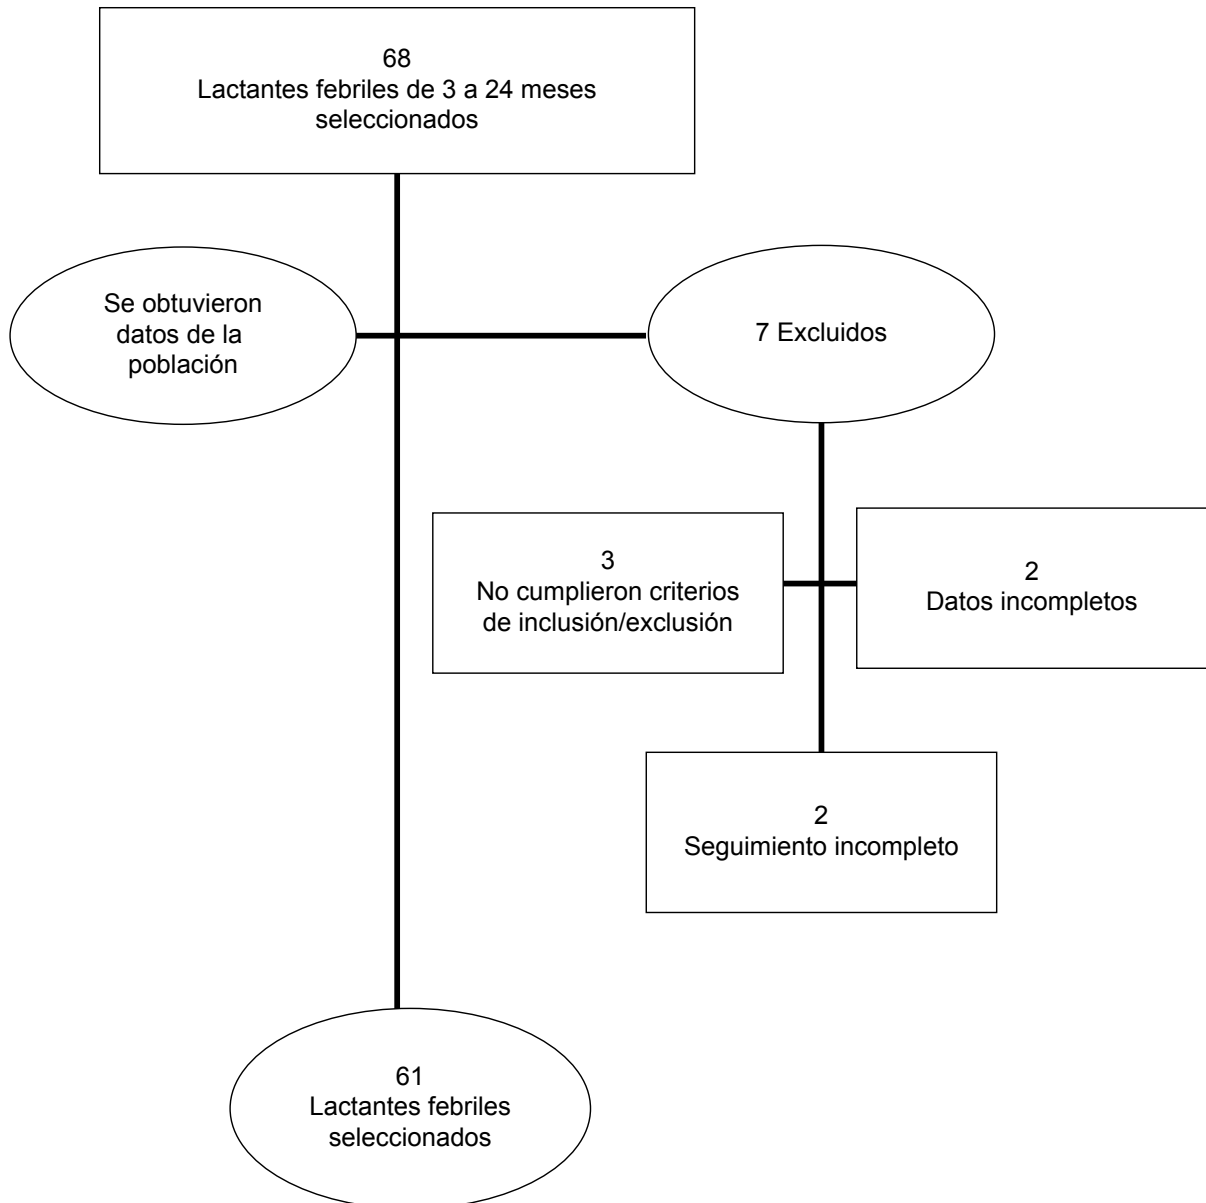 68
Lactantes febriles de 3 a 24 meses
seleccionados
Se obtuvieron
datos de la
población
7 Excluidos
3
No cumplieron criterios
de inclusión/exclusión
2
Datos incompletos
2
Seguimiento incompleto
61
Lactantes febriles
seleccionados